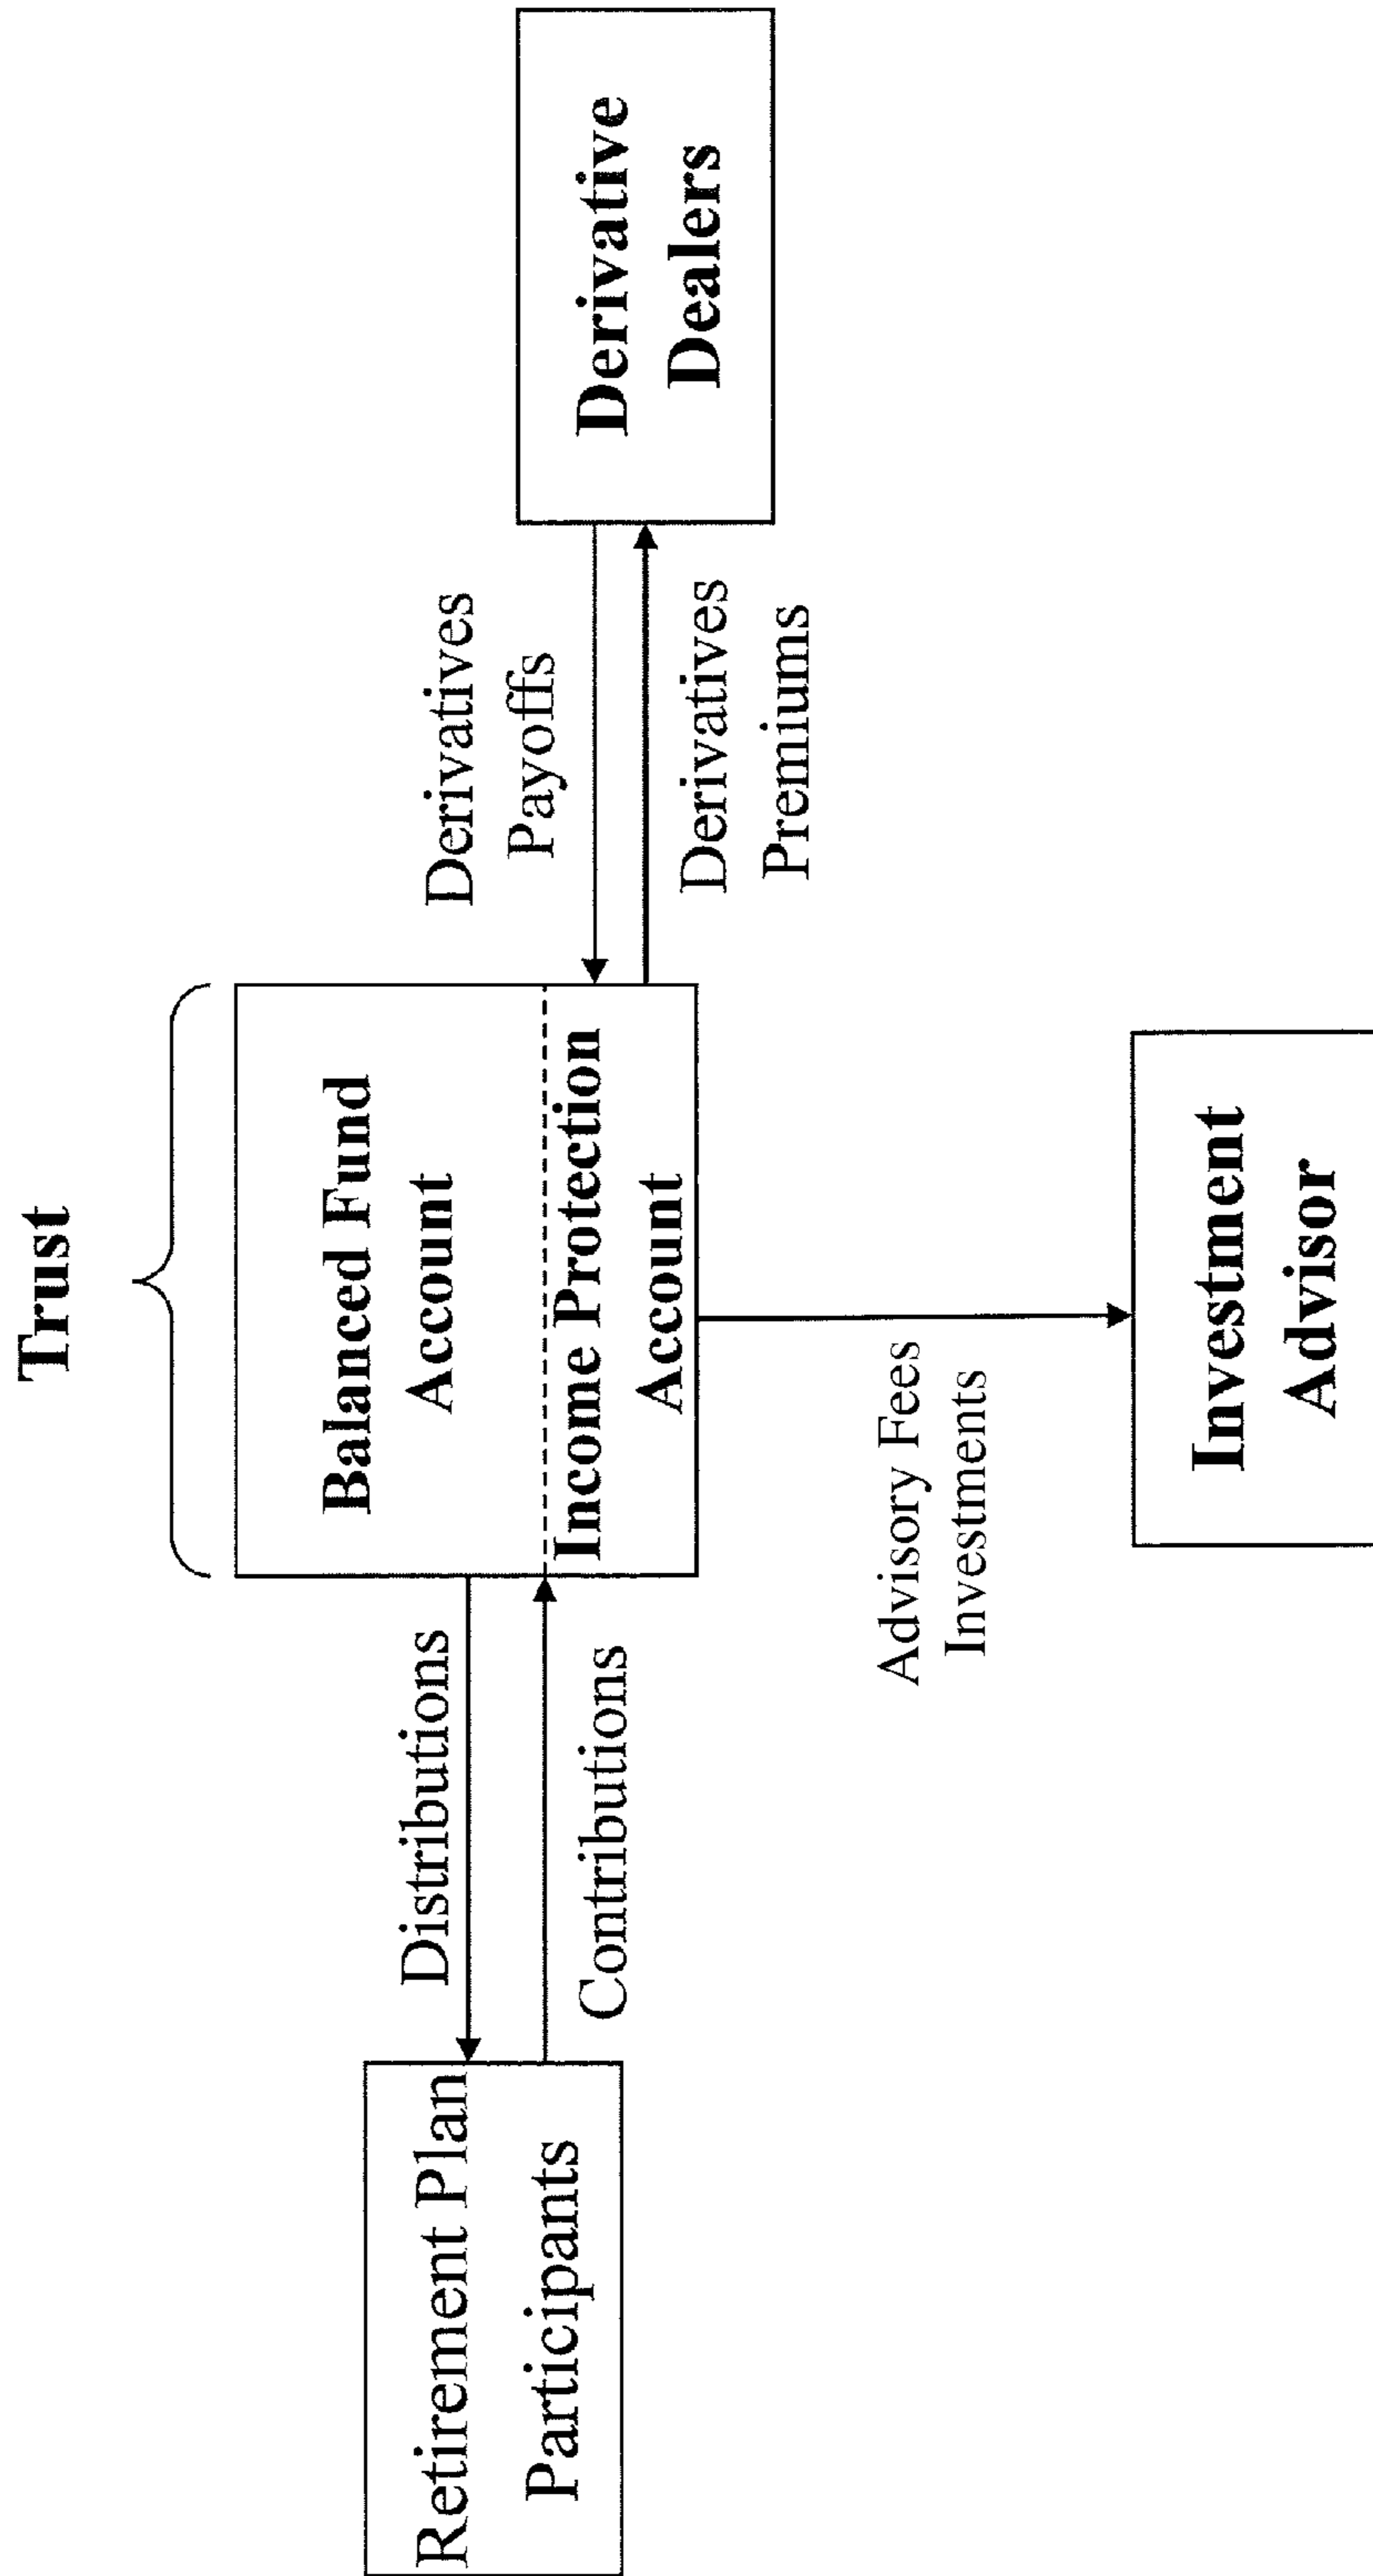 Trust
Retirement Plan
Participants
Distributions
Contributions
Balanced Fund
Account
Income Protection
Account
Derivatives
Payoffs
Derivatives
Premiums
Derivative
Dealers
Advisory Fees
Investments
Investment
Advisor